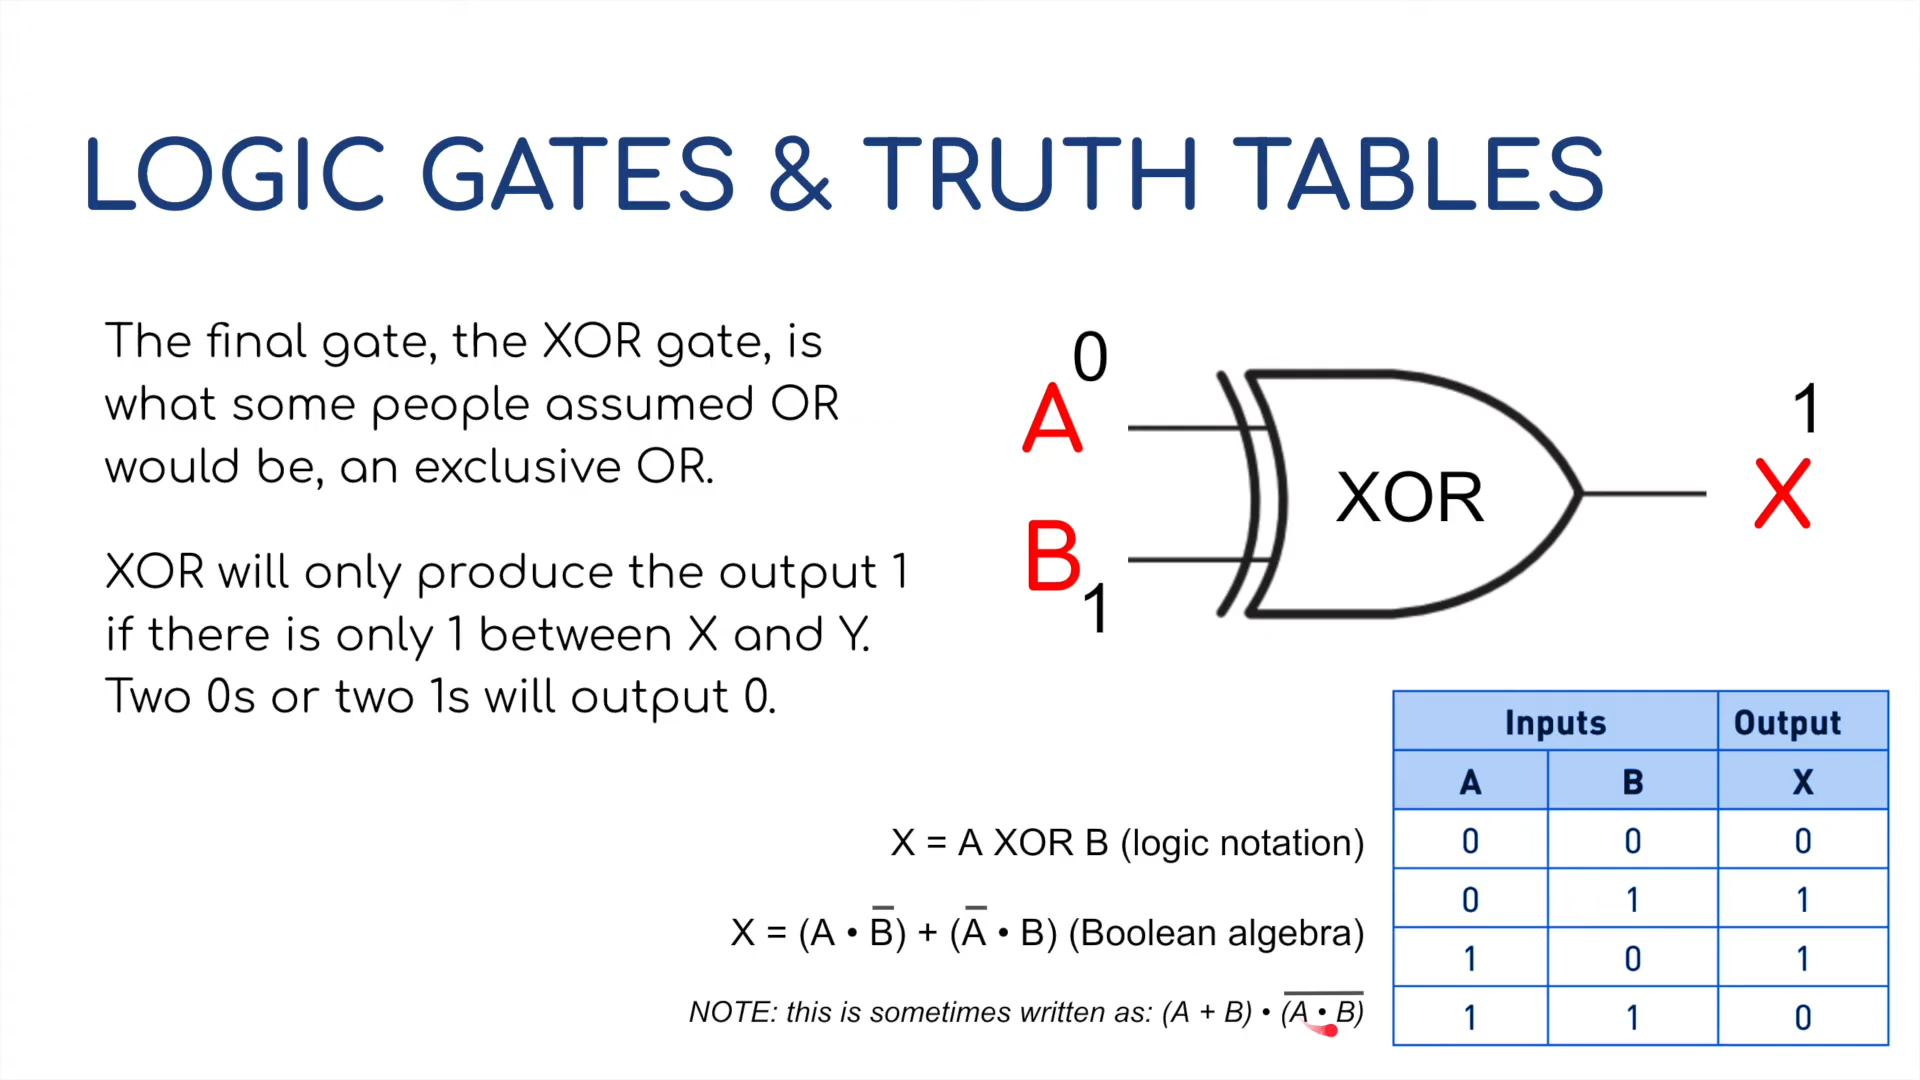 LOGIC GATES & TRUTH TABLES
The final gate, the XOR gate, is
what some people assumed OR
would be, an exclusive OR.
XOR will only produce the output 1
if there is only 1 between X and Y.
Two 0s or two 1s will output 0.
0
A
B
1
XOR
1
X
X = A XOR B (logic notation)
X = (A • B̅) + (A̅ • B) (Boolean algebra)
NOTE: this is sometimes written as: (A + B) • (̅A̅ ̅•̅ ̅B̅)̅
Inputs Output
A B X
0 0 0
0 1 1
1 0 1
1 1 0